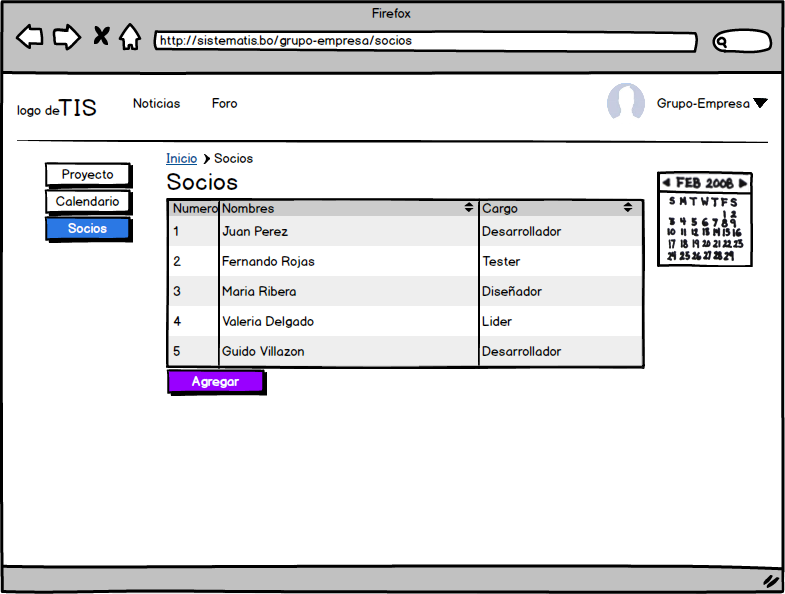 Firefox
http://sistematis.bo/grupo-empresa/socios
logo deTIS
Noticias
Foro
Grupo-Empresa
Proyecto
Calendario
Socios
Inicio > Socios
Socios
Numero Nombres Cargo
1 Juan Perez Desarrollador
2 Fernando Rojas Tester
3 Maria Ribera Diseñador
4 Valeria Delgado Lider
5 Guido Villazon Desarrollador
Agregar
FEB 2008
S M T W T F S
1 2
3 4 5 6 7 8 9
10 11 12 13 14 15 16
17 18 19 20 21 22 23
24 25 26 27 28 29